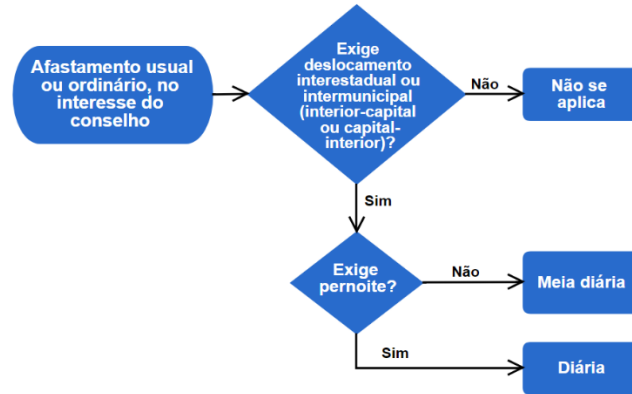 Afastamento usual
ou ordinário, no
interesse do
conselho
Exige
deslocamento
interestadual ou
intermunicipal
(interior-capital
ou capital-
interior)?
Não
Não se
aplica
Sim
Exige
pernoite?
Não
Meia diária
Sim
Diária